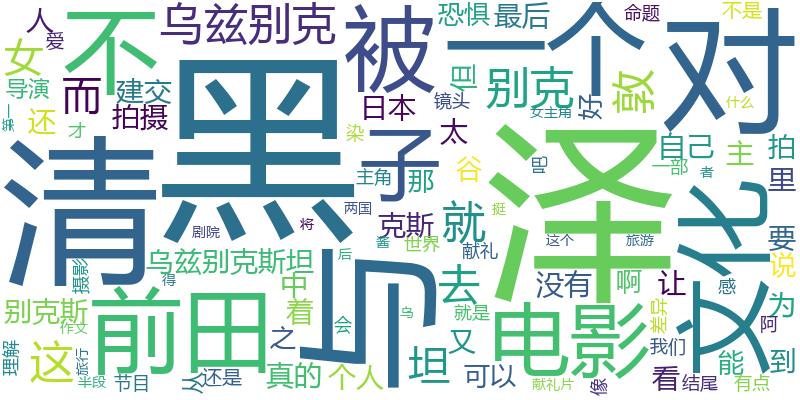 人
爱
不
乌兹别克
恐惧
最后
命题
不是
女
被
一个
对
导演
而
建交
但
别克
敦
好
什么
还
第一
才
拍摄
黑
日本
镜头
女主角
太
泽
自己
主
拍
清
染
子
主角
那
谷
吧
一部
者
里
剧院
将
两国
克斯
就
挺
文化
要
乌兹别克斯坦
与
后
酱
世界
献礼
这个
旅游
摄影
得
中
去
没有
啊
让
感
说
别克斯
前田
着
会
就是
乌
电影
差异
为
作文
之
坦
又
我们
阿
能
到
理解
这
旅行
半段
节目
从
还是
真的
个人
可以
献礼片
像
看
结尾
有点